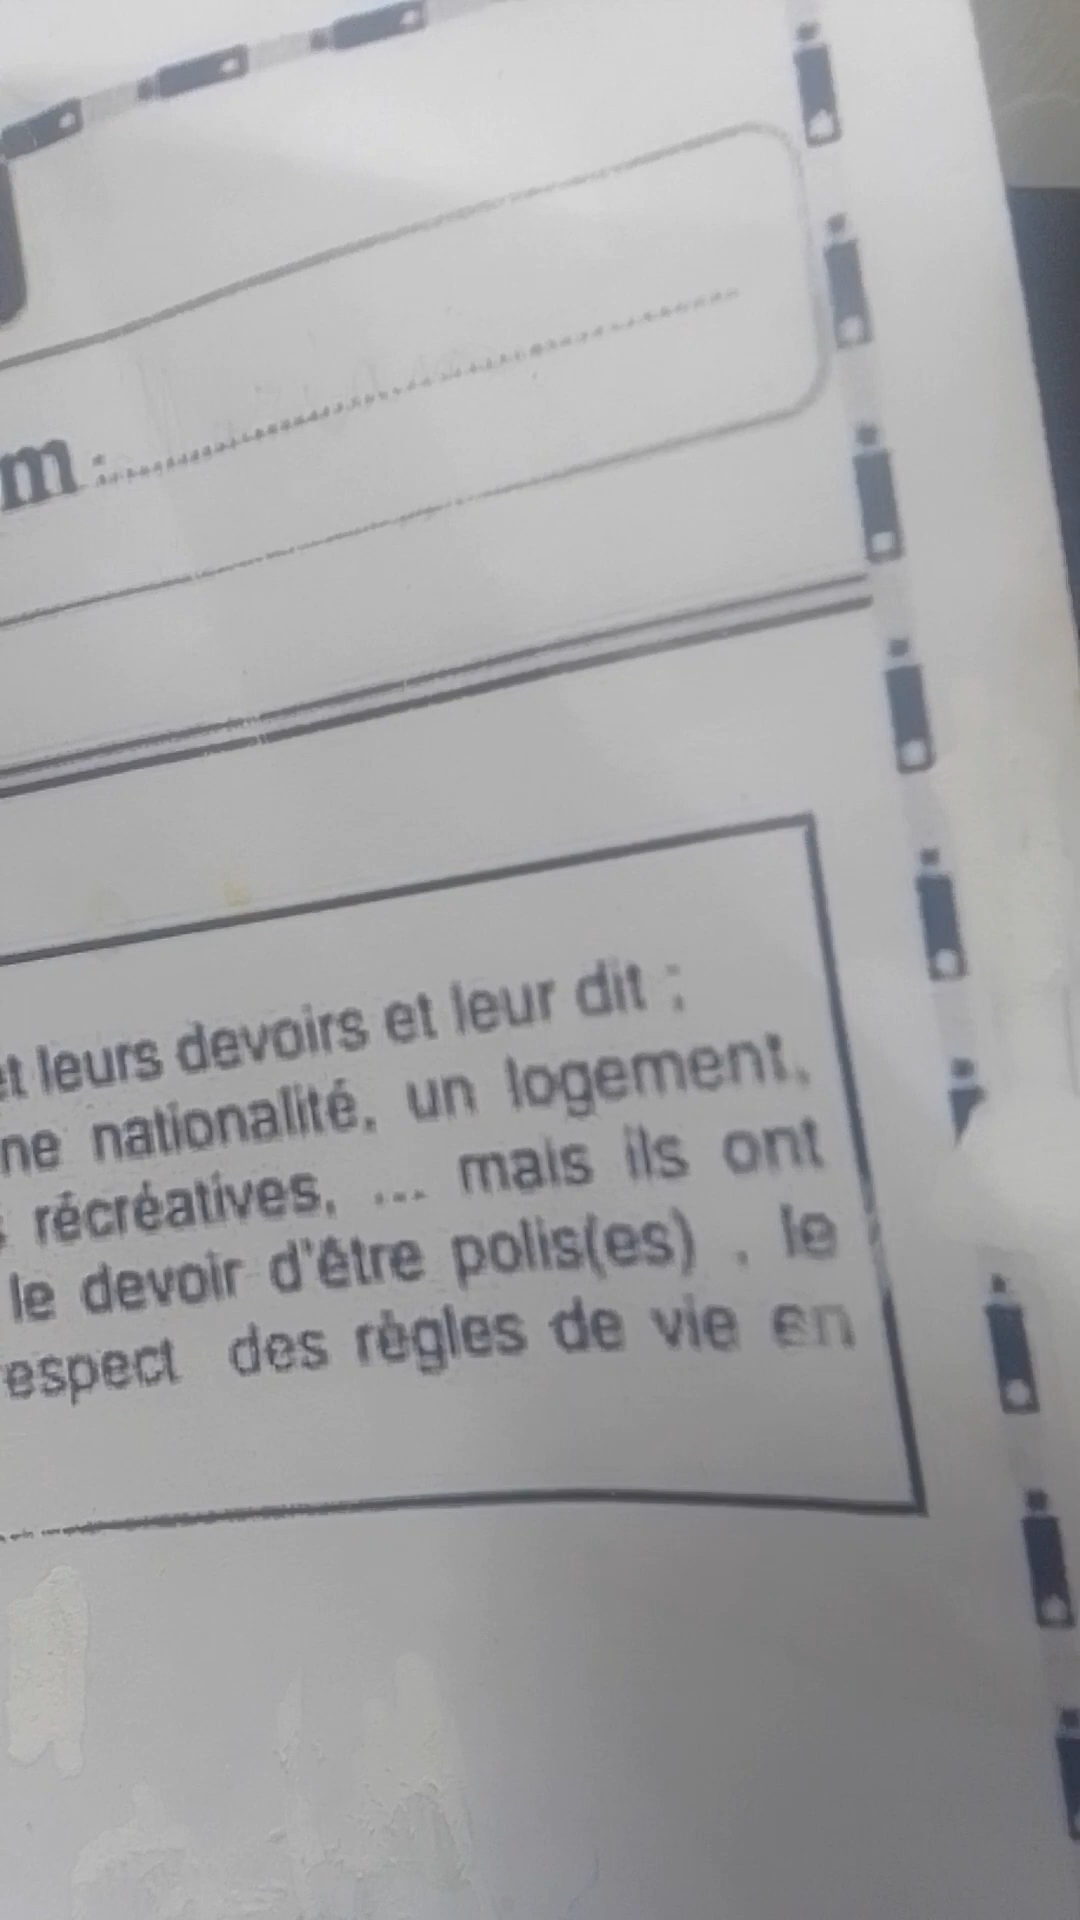 m :
et leurs devoirs et leur dit :
ne nationalité, un logement,
récréatives, ... mais ils ont
le devoir d'être polis(es) , le
espect des règles de vie en